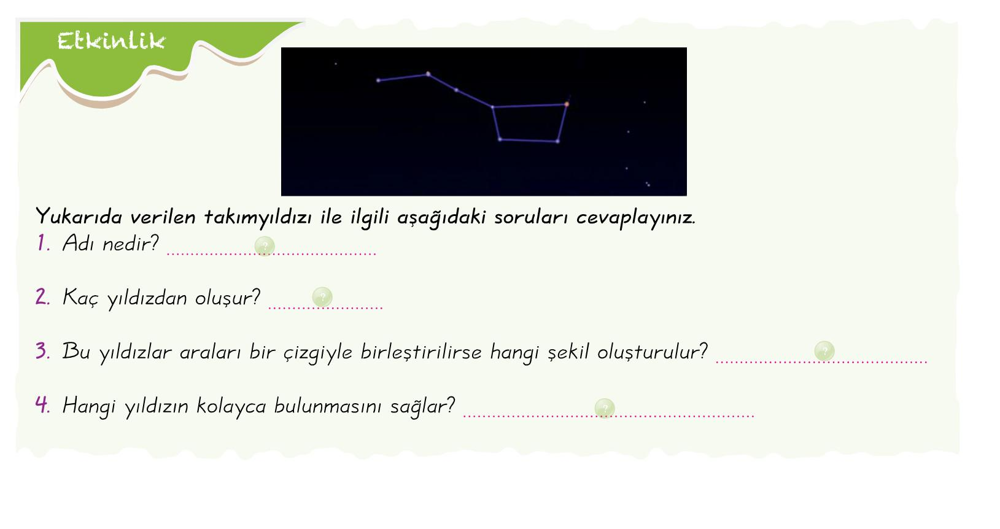 Etkinlik
Yukarıda verilen takımyıldızı ile ilgili aşağıdaki soruları cevaplayınız.
1. Adı nedir? ........................................... ?
2. Kaç yıldızdan oluşur? ........................ ?
3. Bu yıldızlar araları bir çizgiyle birleştirilirse hangi şekil oluşturulur? ........................................... ?
4. Hangi yıldızın kolayca bulunmasını sağlar? ............................................................ ?